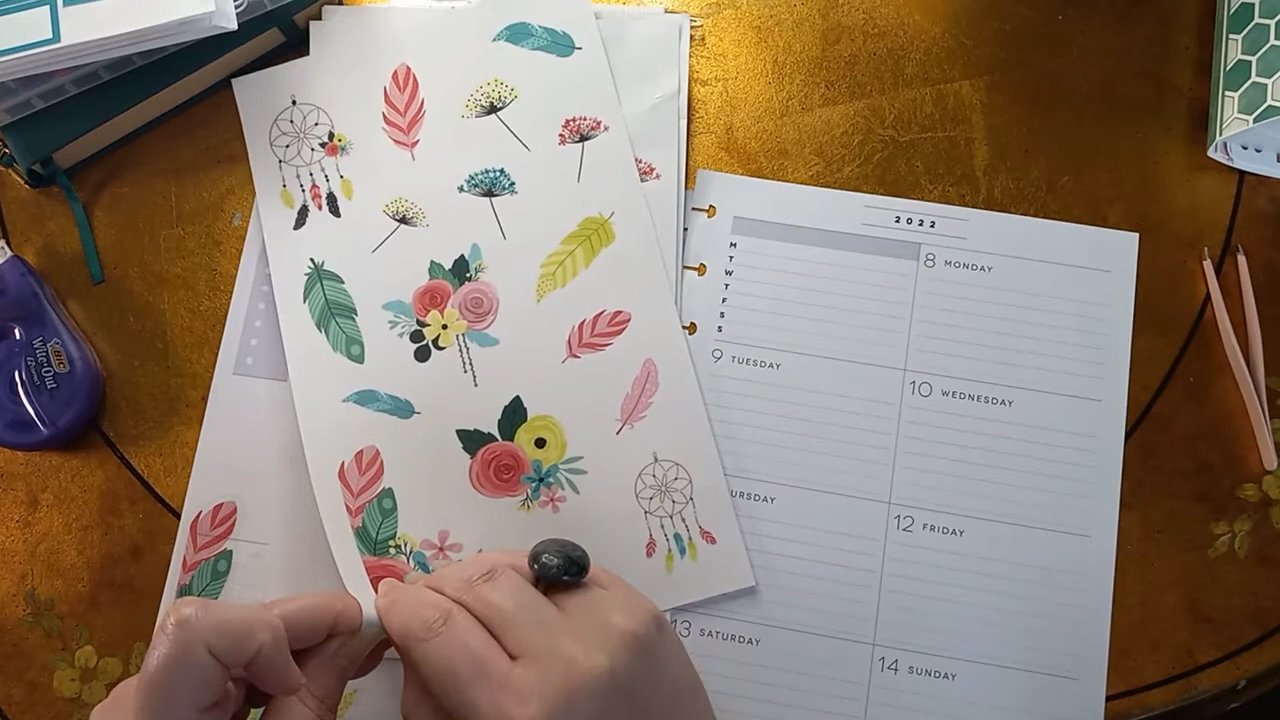 BIC
Wite·Out
2022
M
T
W
T
F
S
S
8 MONDAY
9 TUESDAY
10 WEDNESDAY
URSDAY
12 FRIDAY
13 SATURDAY
14 SUNDAY